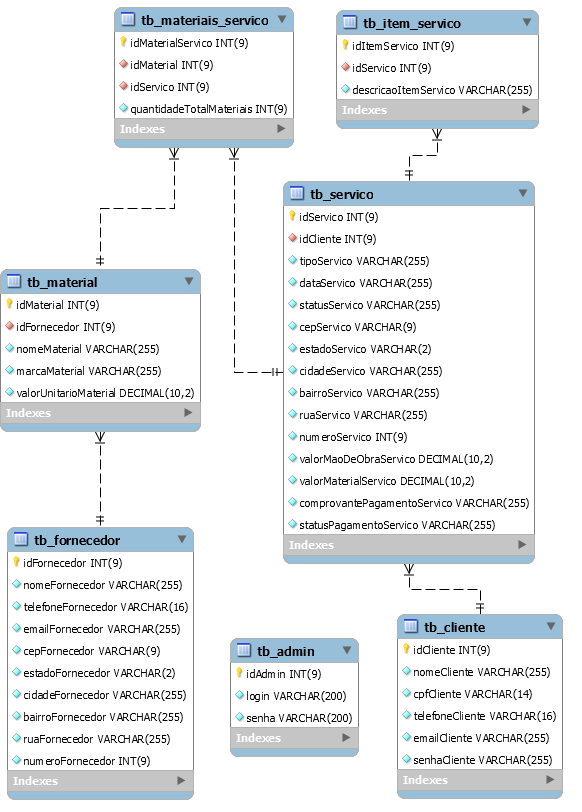 tb_materiais_servico
idMaterialServico INT(9)
idMaterial INT(9)
idServico INT(9)
quantidadeTotalMateriais INT(9)
Indexes
tb_item_servico
idItemServico INT(9)
idServico INT(9)
descricaoItemServico VARCHAR(255)
Indexes
tb_servico
idServico INT(9)
idCliente INT(9)
tipoServico VARCHAR(255)
dataServico VARCHAR(255)
statusServico VARCHAR(255)
cepServico VARCHAR(9)
estadoServico VARCHAR(2)
cidadeServico VARCHAR(255)
bairroServico VARCHAR(255)
ruaServico VARCHAR(255)
numeroServico INT(9)
valorMaoDeObraServico DECIMAL(10,2)
valorMaterialServico DECIMAL(10,2)
comprovantePagamentoServico VARCHAR(255)
statusPagamentoServico VARCHAR(255)
Indexes
tb_material
idMaterial INT(9)
idFornecedor INT(9)
nomeMaterial VARCHAR(255)
marcaMaterial VARCHAR(255)
valorUnitarioMaterial DECIMAL(10,2)
Indexes
tb_fornecedor
idFornecedor INT(9)
nomeFornecedor VARCHAR(255)
telefoneFornecedor VARCHAR(16)
emailFornecedor VARCHAR(255)
cepFornecedor VARCHAR(9)
estadoFornecedor VARCHAR(2)
cidadeFornecedor VARCHAR(255)
bairroFornecedor VARCHAR(255)
ruaFornecedor VARCHAR(255)
numeroFornecedor INT(9)
Indexes
tb_admin
idAdmin INT(9)
login VARCHAR(200)
senha VARCHAR(200)
Indexes
tb_cliente
idCliente INT(9)
nomeCliente VARCHAR(255)
cpfCliente VARCHAR(14)
telefoneCliente VARCHAR(16)
emailCliente VARCHAR(255)
senhaCliente VARCHAR(255)
Indexes